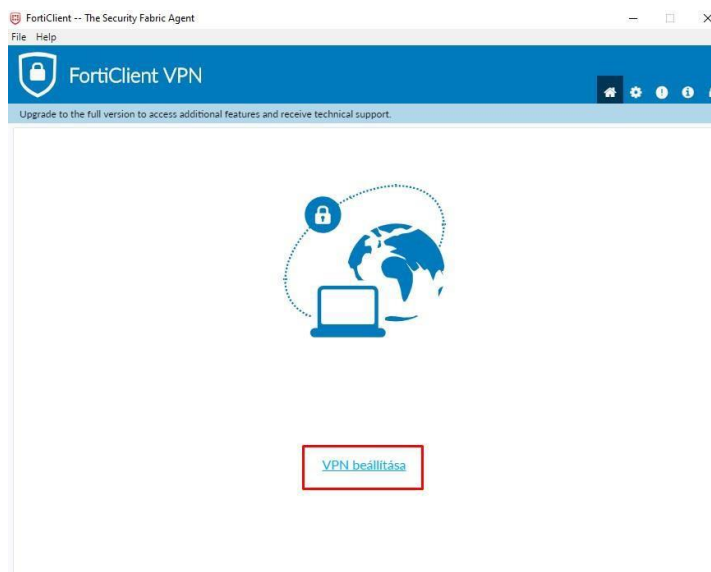 FortiClient -- The Security Fabric Agent
File Help
FortiClient VPN
Upgrade to the full version to access additional features and receive technical support.
VPN beállítása